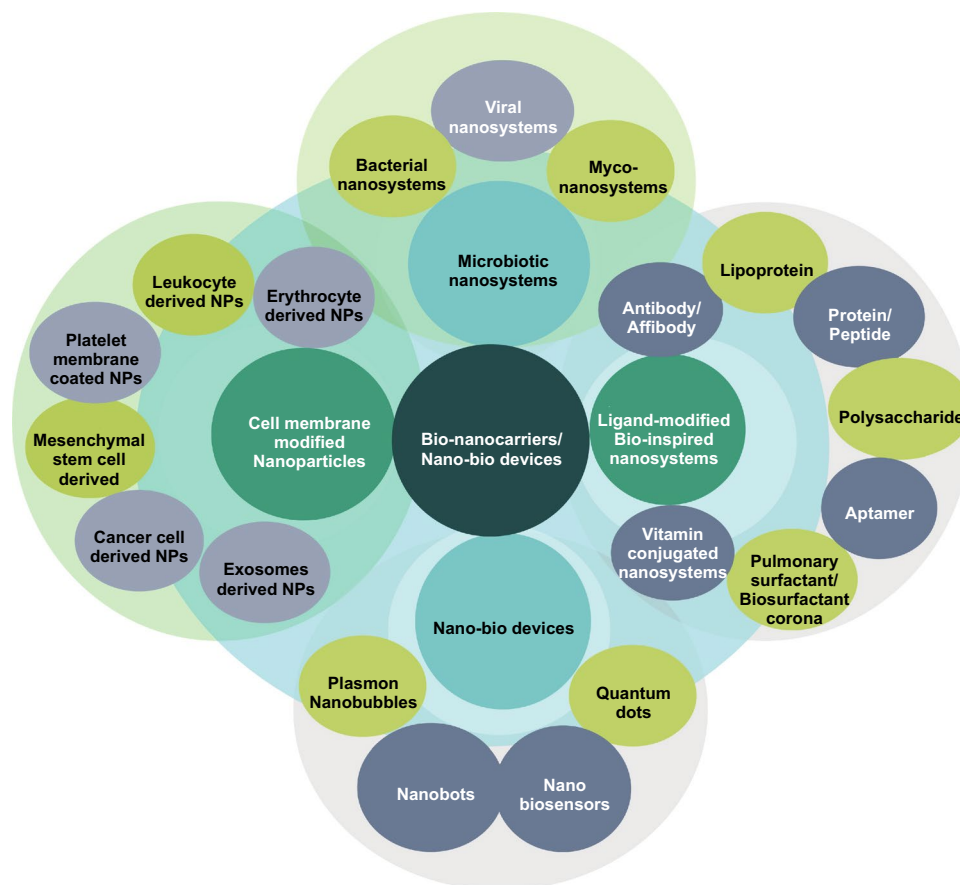 Viral
nanosystems
Bacterial
nanosystems
Myco-
nanosystems
Microbiotic
nanosystems
Leukocyte
derived NPs
Erythrocyte
derived NPs
Platelet
membrane
coated NPs
Mesenchymal
stem cell
derived
Cancer cell
derived NPs
Exosomes
derived NPs
Cell membrane
modified
Nanoparticles
Bio-nanocarriers/
Nano-bio devices
Ligand-modified
Bio-inspired
nanosystems
Antibody/
Affibody
Lipoprotein
Protein/
Peptide
Polysaccharide
Aptamer
Pulmonary
surfactant/
Biosurfactant
corona
Vitamin
conjugated
nanosystems
Nano-bio devices
Plasmon
Nanobubbles
Quantum
dots
Nanobots
Nano
biosensors